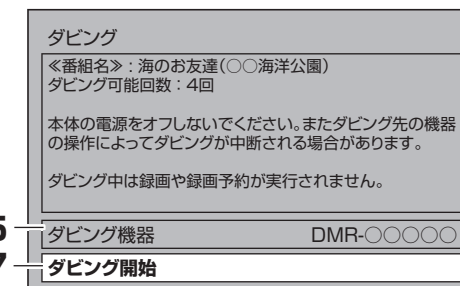 ダビング
≪番組名≫：海のお友達（○○海洋公園）
ダビング可能回数：4回
本体の電源をオフしないでください。またダビング先の機器
の操作によってダビングが中断される場合があります。
ダビング中は録画や録画予約が実行されません。
ダビング機器 DMR-○○○○○
7 ダビング開始